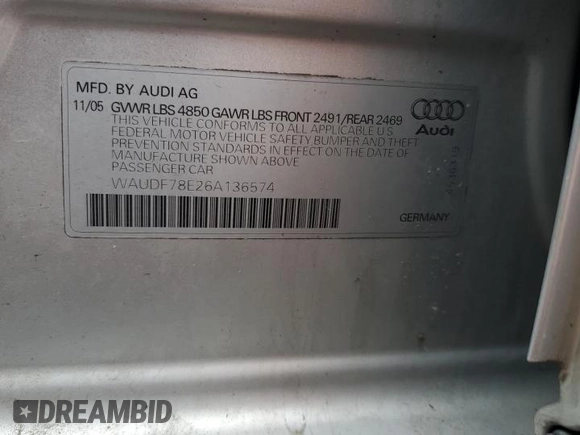 MFD. BY AUDI AG
11/05 GVWR LBS 4850 GAWR LBS FRONT 2491/REAR 2469
THIS VEHICLE CONFORMS TO ALL APPLICABLE U.S.
FEDERAL MOTOR VEHICLE SAFETY BUMPER AND THEFT
PREVENTION STANDARDS IN EFFECT ON THE DATE OF
MANUFACTURE SHOWN ABOVE
PASSENGER CAR
WAUDF78E26A136574
Audi
GERMANY
DREAMBID